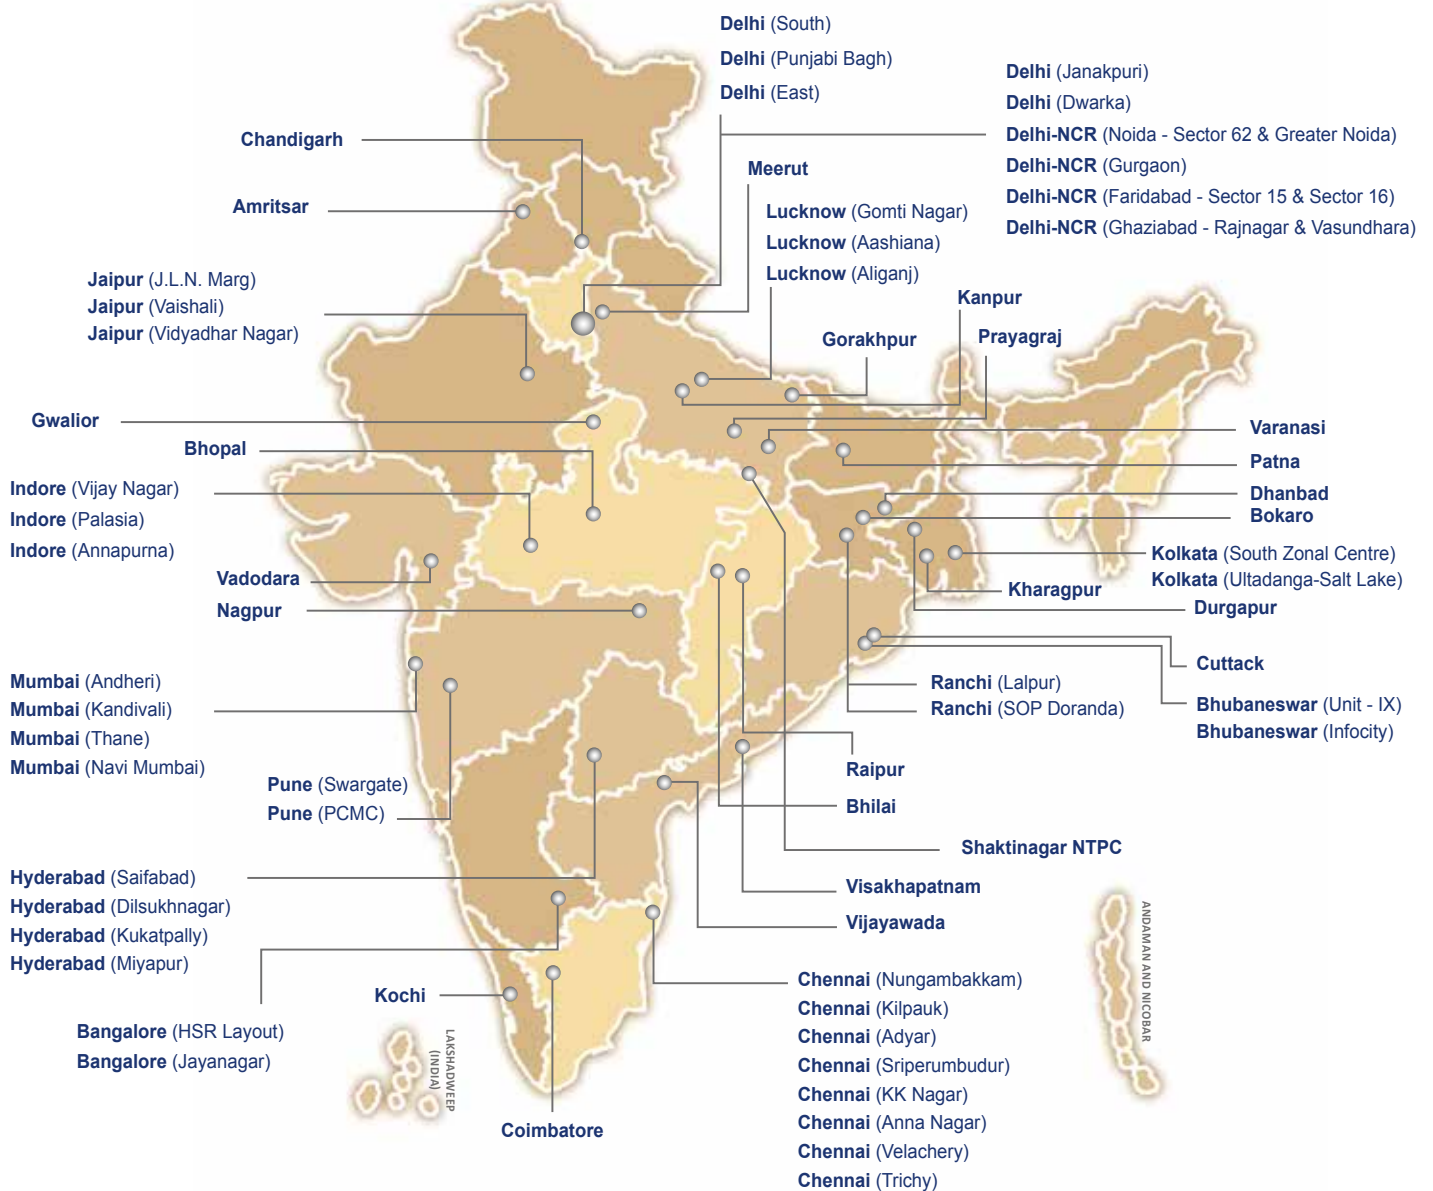 Delhi (South)
Delhi (Punjabi Bagh)
Delhi (East)
Delhi (Janakpuri)
Delhi (Dwarka)
Delhi-NCR (Noida - Sector 62 & Greater Noida)
Delhi-NCR (Gurgaon)
Delhi-NCR (Faridabad - Sector 15 & Sector 16)
Delhi-NCR (Ghaziabad - Rajnagar & Vasundhara)
Chandigarh
Amritsar
Meerut
Lucknow (Gomti Nagar)
Lucknow (Aashiana)
Lucknow (Aliganj)
Jaipur (J.L.N. Marg)
Jaipur (Vaishali)
Jaipur (Vidyadhar Nagar)
Kanpur
Gorakhpur
Prayagraj
Gwalior
Bhopal
Varanasi
Patna
Indore (Vijay Nagar)
Indore (Palasia)
Indore (Annapurna)
Dhanbad
Bokaro
Kolkata (South Zonal Centre)
Kolkata (Ultadanga-Salt Lake)
Vadodara
Kharagpur
Nagpur
Durgapur
Cuttack
Mumbai (Andheri)
Mumbai (Kandivali)
Mumbai (Thane)
Mumbai (Navi Mumbai)
Ranchi (Lalpur)
Ranchi (SOP Doranda)
Bhubaneswar (Unit - IX)
Bhubaneswar (Infocity)
Pune (Swargate)
Pune (PCMC)
Raipur
Bhilai
Shaktinagar NTPC
Hyderabad (Saifabad)
Hyderabad (Dilsukhnagar)
Hyderabad (Kukatpally)
Hyderabad (Miyapur)
Visakhapatnam
Vijayawada
ANDAMAN AND NICOBAR
Kochi
Bangalore (HSR Layout)
Bangalore (Jayanagar)
LAKSHADWEEP
(INDIA)
Chennai (Nungambakkam)
Chennai (Kilpauk)
Chennai (Adyar)
Chennai (Sriperumbudur)
Chennai (KK Nagar)
Chennai (Anna Nagar)
Chennai (Velachery)
Chennai (Trichy)
Coimbatore